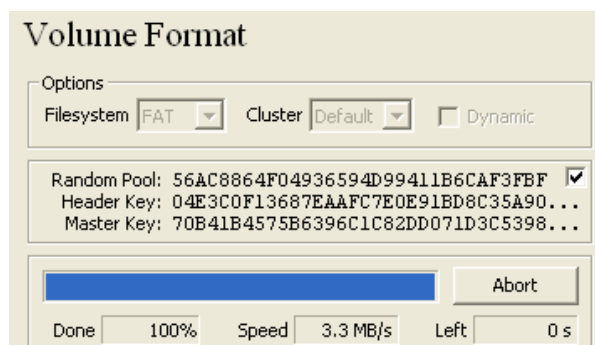 Volume Format
Options
Filesystem FAT Cluster Default Dynamic
Random Pool: 56AC8864F04936594D99411B6CAF3FBF
Header Key: 04E3C0F13687EAAFC7E0E91BD8C35A90...
Master Key: 70B41B4575B6396C1C82DD071D3C5398...
Abort
Done 100% Speed 3.3 MB/s Left 0 s